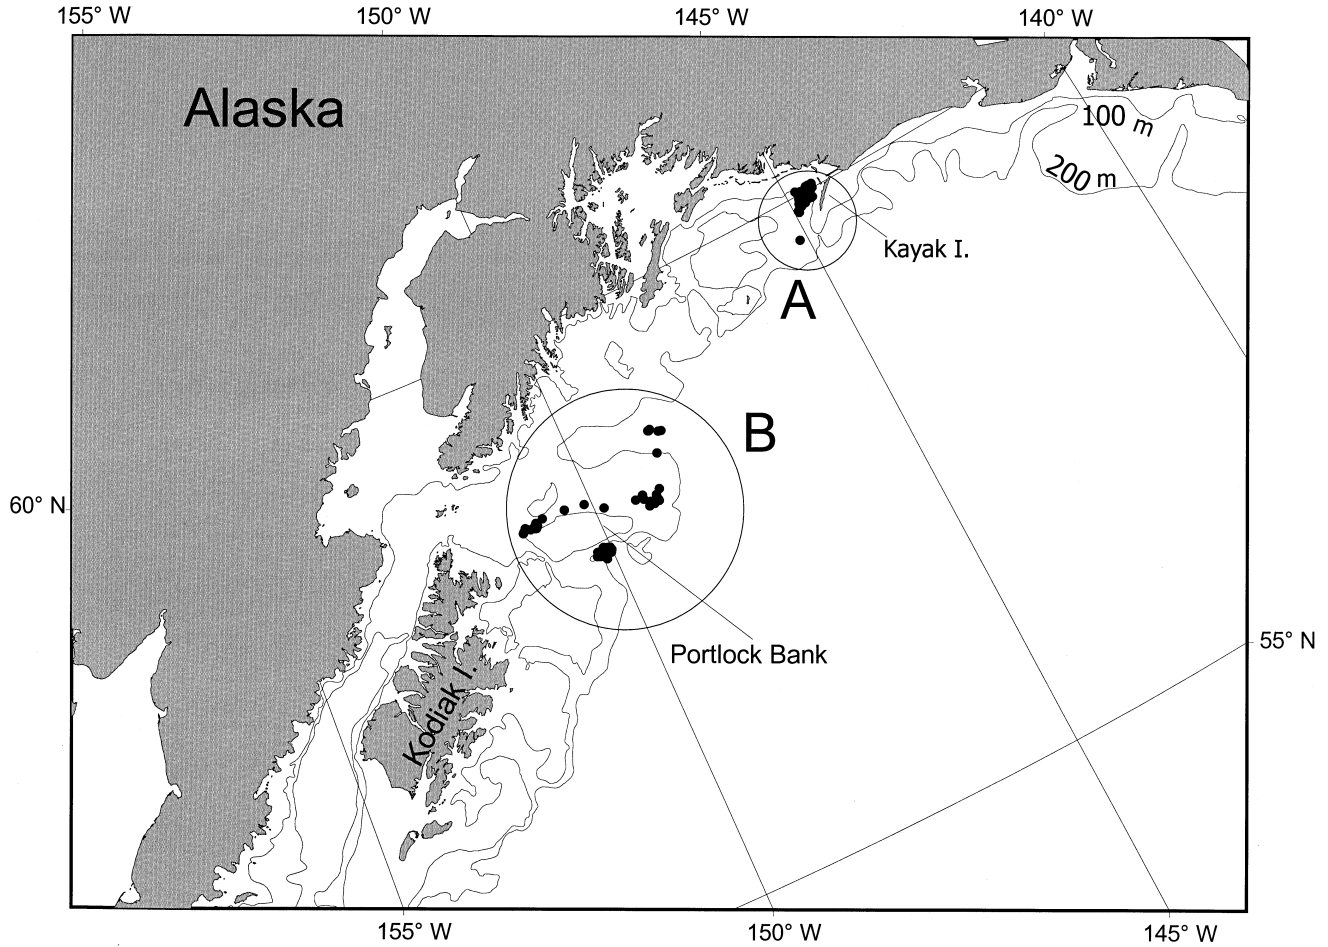 155° W
150° W
145° W
140° W
Alaska
100 m
200 m
Kayak I.
A
B
60° N
Portlock Bank
55° N
Kodiak I.
155° W
150° W
145° W